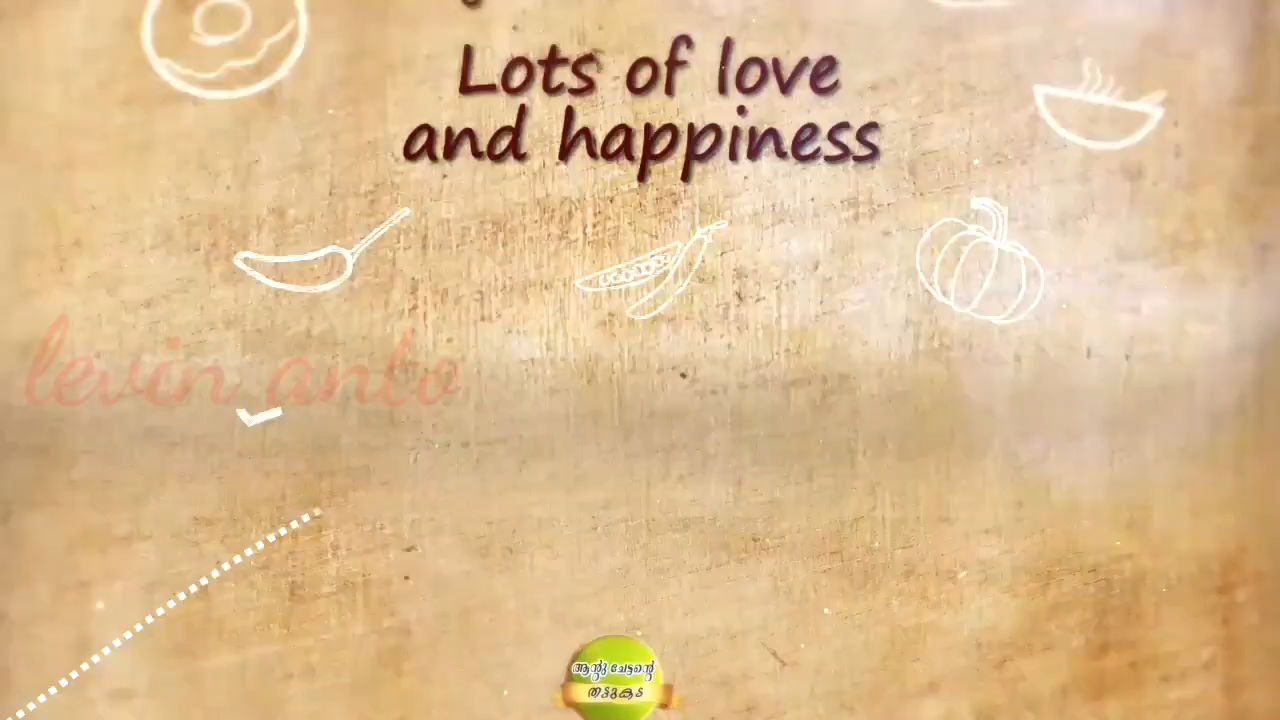 Lots of love
and happiness
levin anto
ആന്റു ചേട്ടന്റെ
തട്ടുകട